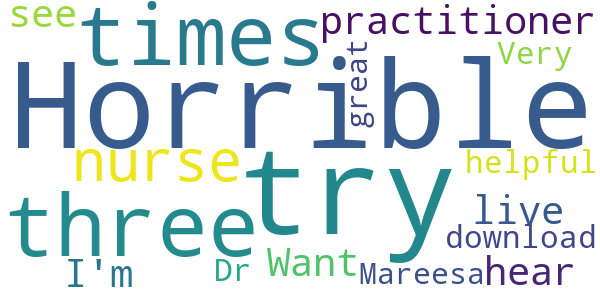 see times practitioner
Very
Horrible great
nurse try helpful
three live
download
I'm Dr Want Mareesa hear